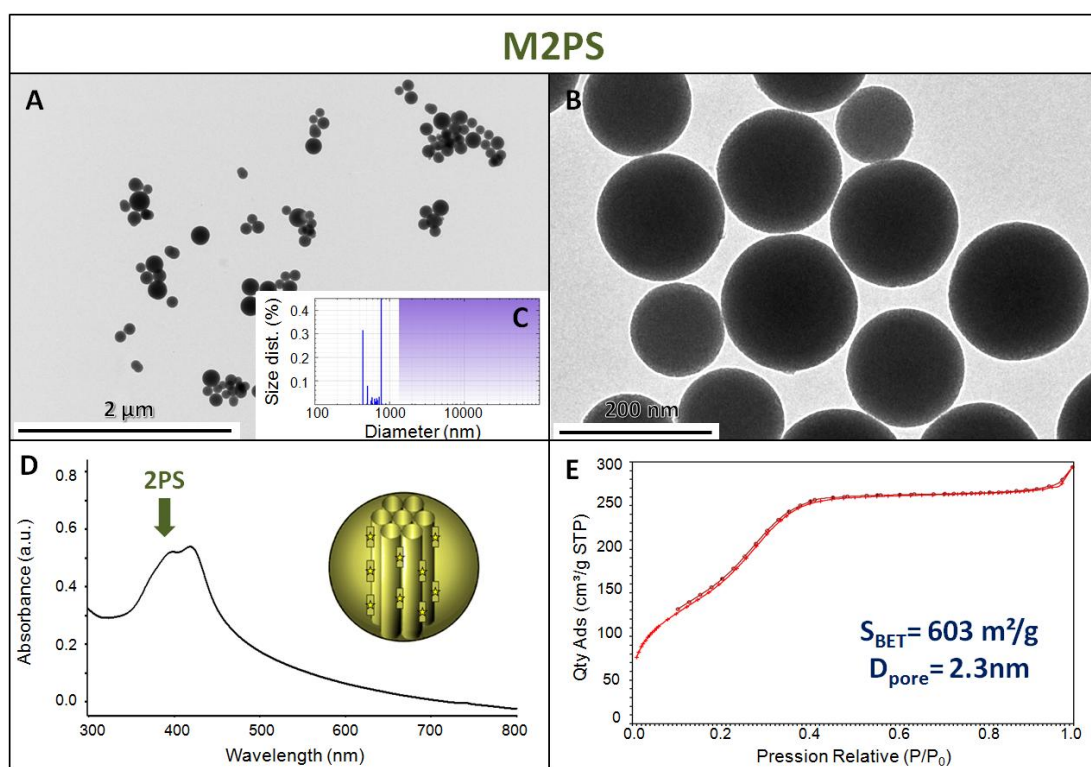 M2PS
A
2 μm
C
Size dist. (%)
0.4
0.3
0.2
0.1
100
1000
10000
Diameter (nm)
B
200 nm
D
2PS
Absorbance (a.u.)
0.8
0.6
0.4
0.2
0.0
300
400
500
600
700
800
Wavelength (nm)
E
Qty Ads (cm³/g STP)
300
250
200
150
100
50
0
S_BET= 603 m²/g
D_pore= 2.3nm
0.0
0.2
0.4
0.6
0.8
1.0
Pression Relative (P/P₀)